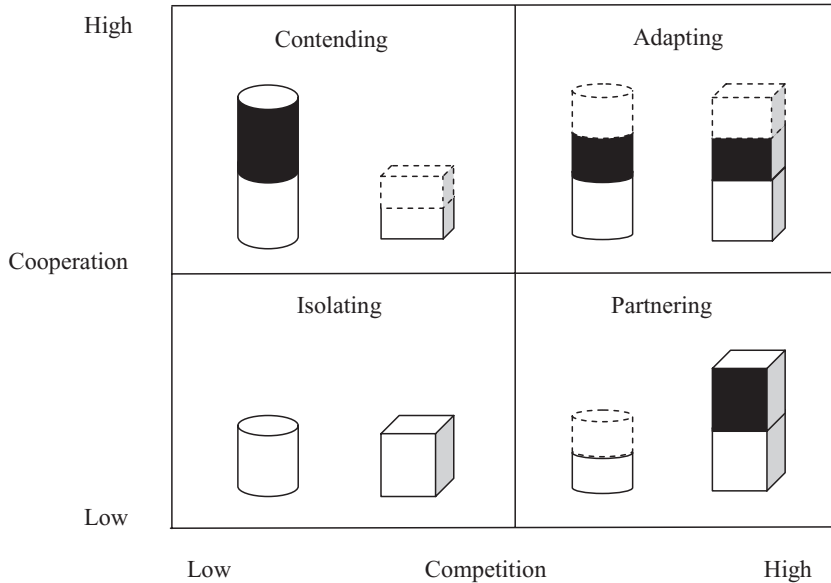 High
Contending
Adapting
Cooperation
Isolating
Partnering
Low
Low
Competition
High